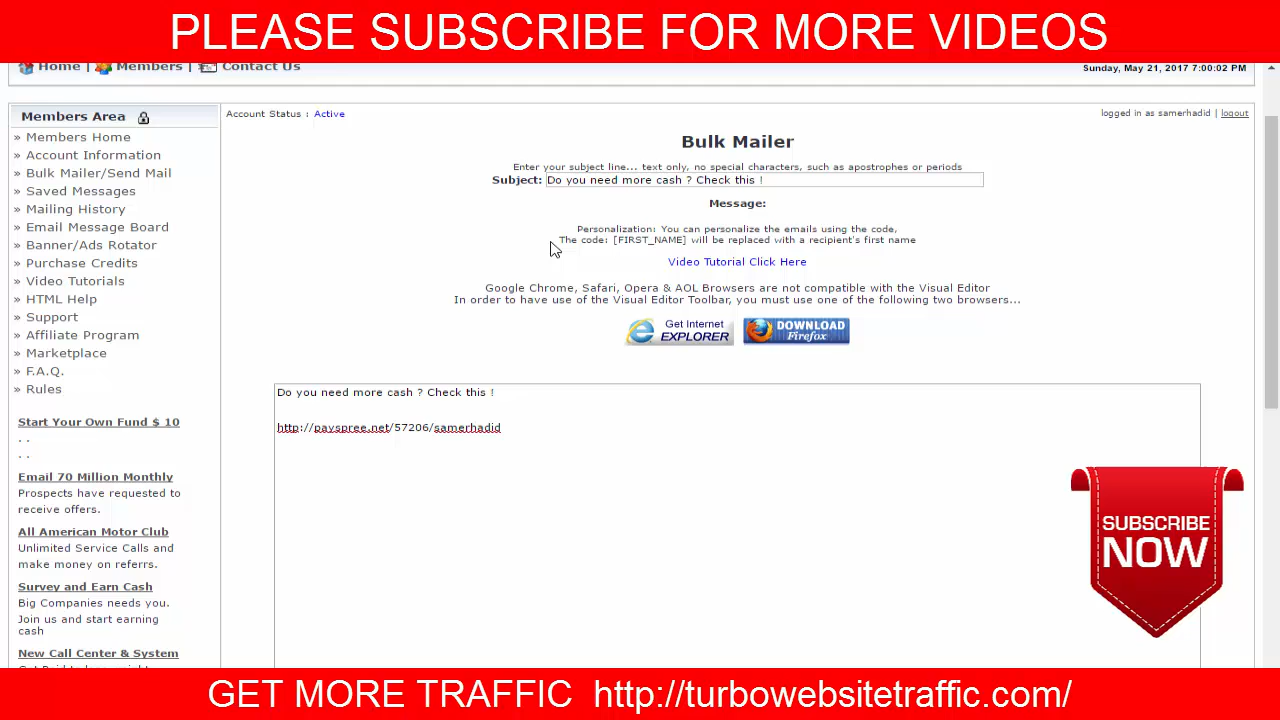 PLEASE SUBSCRIBE FOR MORE VIDEOS
Home | Members | Contact Us
Sunday, May 21, 2017 7:00:02 PM
Members Area
» Members Home
» Account Information
» Bulk Mailer/Send Mail
» Saved Messages
» Mailing History
» Email Message Board
» Banner/Ads Rotator
» Purchase Credits
» Video Tutorials
» HTML Help
» Support
» Affiliate Program
» Marketplace
» F.A.Q.
» Rules
Start Your Own Fund $ 10
. .
. .
Email 70 Million Monthly
Prospects have requested to
receive offers.
All American Motor Club
Unlimited Service Calls and
make money on referrs.
Survey and Earn Cash
Big Companies needs you.
Join us and start earning
cash
New Call Center & System
Account Status : Active
logged in as samerhadid | logout
Bulk Mailer
Enter your subject line... text only, no special characters, such as apostrophes or periods
Subject: Do you need more cash ? Check this !
Message:
Personalization: You can personalize the emails using the code,
The code: [FIRST_NAME] will be replaced with a recipient's first name
Video Tutorial Click Here
Google Chrome, Safari, Opera & AOL Browsers are not compatible with the Visual Editor
In order to have use of the Visual Editor Toolbar, you must use one of the following two browsers...
Get Internet
EXPLORER
DOWNLOAD
Firefox
Do you need more cash ? Check this !
http://payspree.net/57206/samerhadid
SUBSCRIBE
NOW
GET MORE TRAFFIC http://turbowebsitetraffic.com/